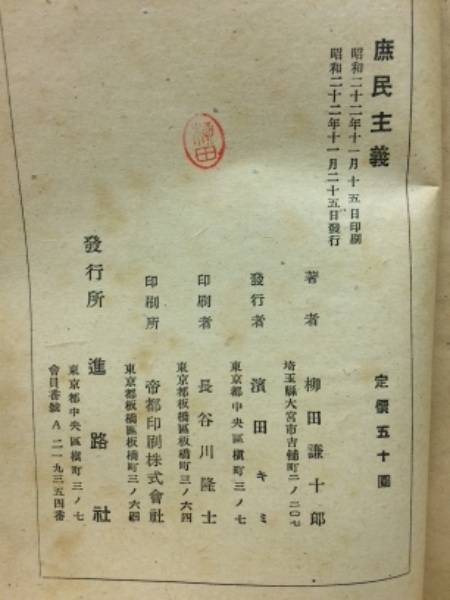 庶民主義
昭和二十二年十一月十五日印刷
昭和二十二年十一月二十五日發行
定價五十圓
著者 柳田謙十郎
埼玉縣大宮市吉敷町二ノ二〇七
發行者 濱田キミ
東京都中央區槇町三ノ七
印刷者 長谷川隆士
東京都板橋區板橋町三ノ六四
印刷所 帝都印刷株式會社
東京都板橋區板橋町三ノ六四
發行所 進路社
東京都中央區槇町三ノ七
會員番號A二一九三五四番